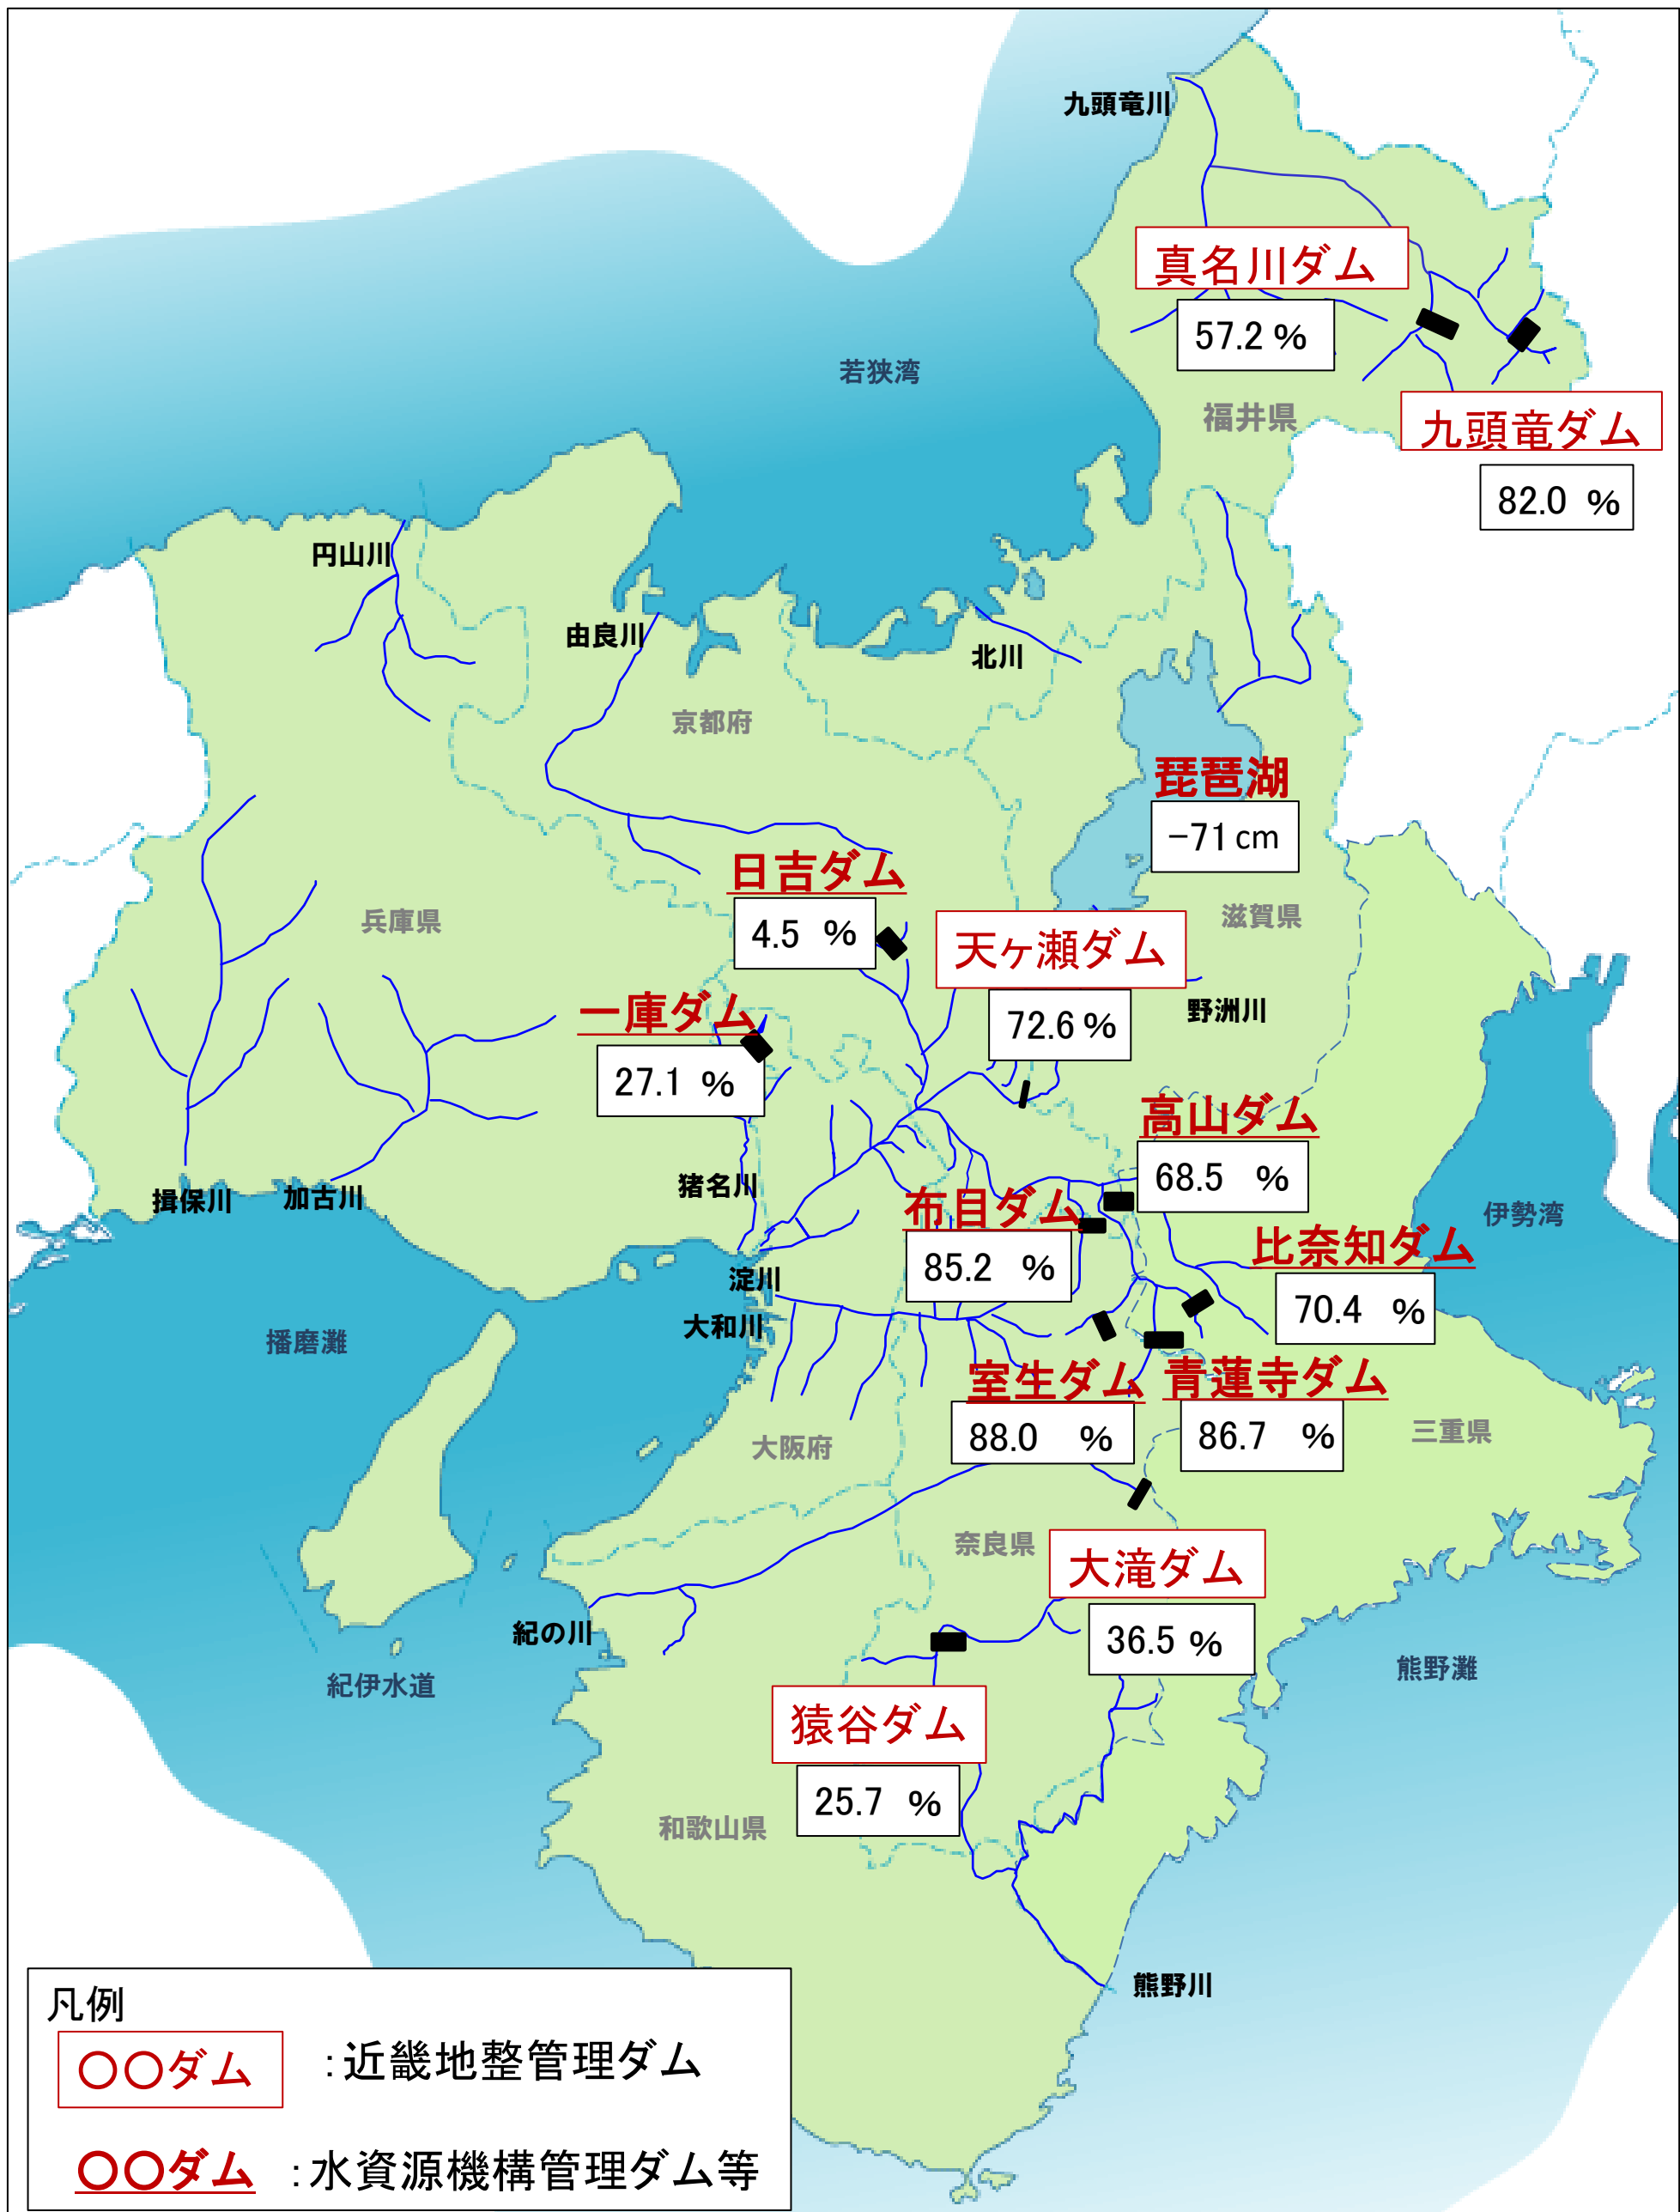 九頭竜川
真名川ダム
57.2 %
若狭湾
福井県
九頭竜ダム
82.0 %
円山川
由良川
北川
京都府
琵琶湖
−71 cm
日吉ダム
4.5 %
兵庫県
滋賀県
天ヶ瀬ダム
72.6 %
野洲川
一庫ダム
27.1 %
高山ダム
68.5 %
猪名川
揖保川
加古川
布目ダム
85.2 %
伊勢湾
比奈知ダム
70.4 %
淀川
大和川
播磨灘
室生ダム
88.0 %
青蓮寺ダム
86.7 %
三重県
大阪府
奈良県
大滝ダム
36.5 %
紀の川
紀伊水道
熊野灘
猿谷ダム
25.7 %
和歌山県
熊野川
凡例
〇〇ダム :近畿地整管理ダム
〇〇ダム :水資源機構管理ダム等